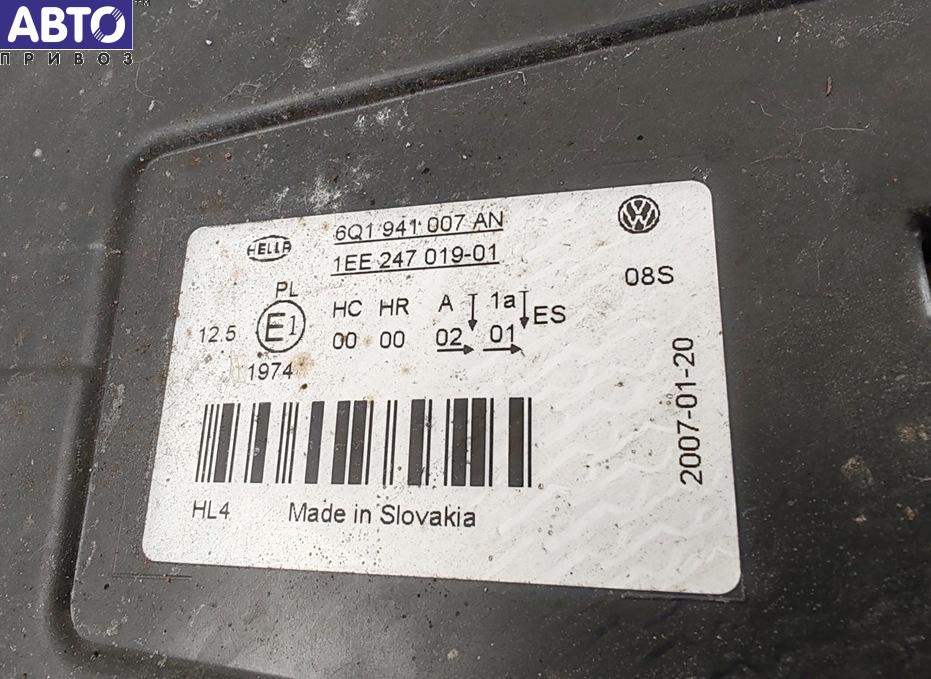 АВТО
ПРИВОЗ
HELLA
6Q1 941 007 AN
1EE 247 019-01
08S
PL
HC HR A 1a ES
12.5 E1 00 00 02 01
1974
2007-01-20
HL4 Made in Slovakia